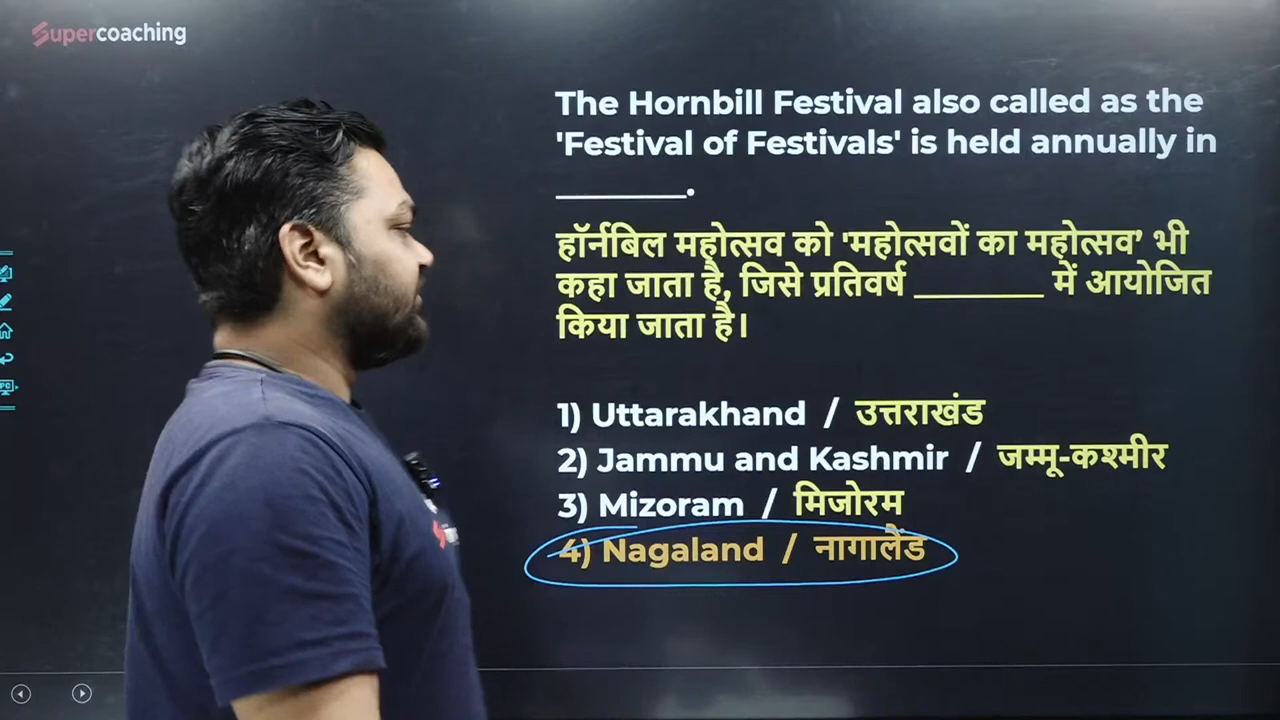 Supercoaching
The Hornbill Festival also called as the
'Festival of Festivals' is held annually in
________.
हॉर्नबिल महोत्सव को 'महोत्सवों का महोत्सव’ भी
कहा जाता है, जिसे प्रतिवर्ष ________ में आयोजित
किया जाता है।
1) Uttarakhand / उत्तराखंड
2) Jammu and Kashmir / जम्मू-कश्मीर
3) Mizoram / मिजोरम
4) Nagaland / नागालेंड